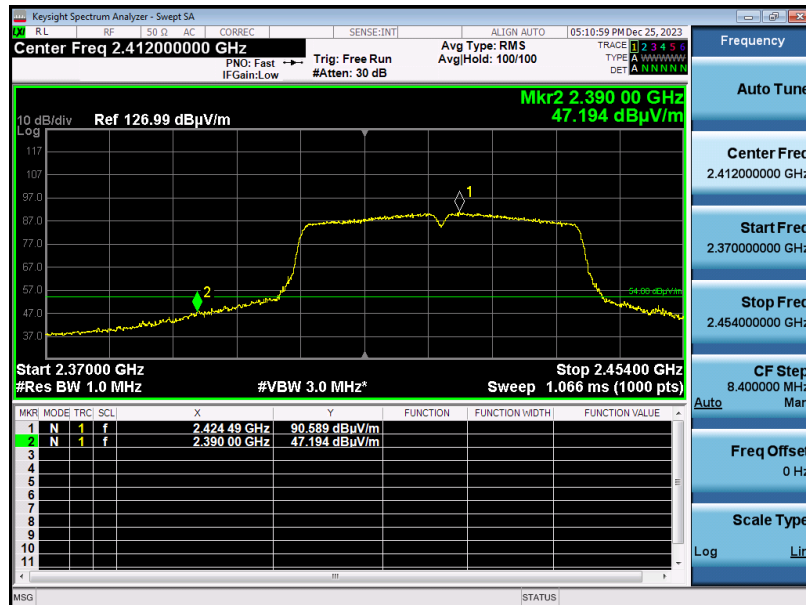 Keysight Spectrum Analyzer - Swept SA
LXI RL RF 50 Ω AC CORREC SENSE:INT ALIGN AUTO 05:10:59 PM Dec 25, 2023
Center Freq 2.412000000 GHz
PNO: Fast
IFGain:Low
Trig: Free Run
#Atten: 30 dB
Avg Type: RMS
Avg|Hold: 100/100
TRACE 1 2 3 4 5 6
TYPE A WWWWW
DET A N N N N N
Mkr2 2.390 00 GHz
47.194 dBµV/m
10 dB/div Ref 126.99 dBµV/m
Log
117
107
97.0
87.0
77.0
67.0
57.0
47.0
37.0
1
2
54.00 dBµV/m
Start 2.37000 GHz Stop 2.45400 GHz
#Res BW 1.0 MHz #VBW 3.0 MHz* Sweep 1.066 ms (1000 pts)
MKR MODE TRC SCL X Y FUNCTION FUNCTION WIDTH FUNCTION VALUE
1 N 1 f 2.424 49 GHz 90.589 dBµV/m
2 N 1 f 2.390 00 GHz 47.194 dBµV/m
3
4
5
6
7
8
9
10
11
MSG STATUS
Frequency
Auto Tune
Center Freq
2.412000000 GHz
Start Freq
2.370000000 GHz
Stop Freq
2.454000000 GHz
CF Step
8.400000 MHz
Auto Man
Freq Offset
0 Hz
Scale Type
Log Lin